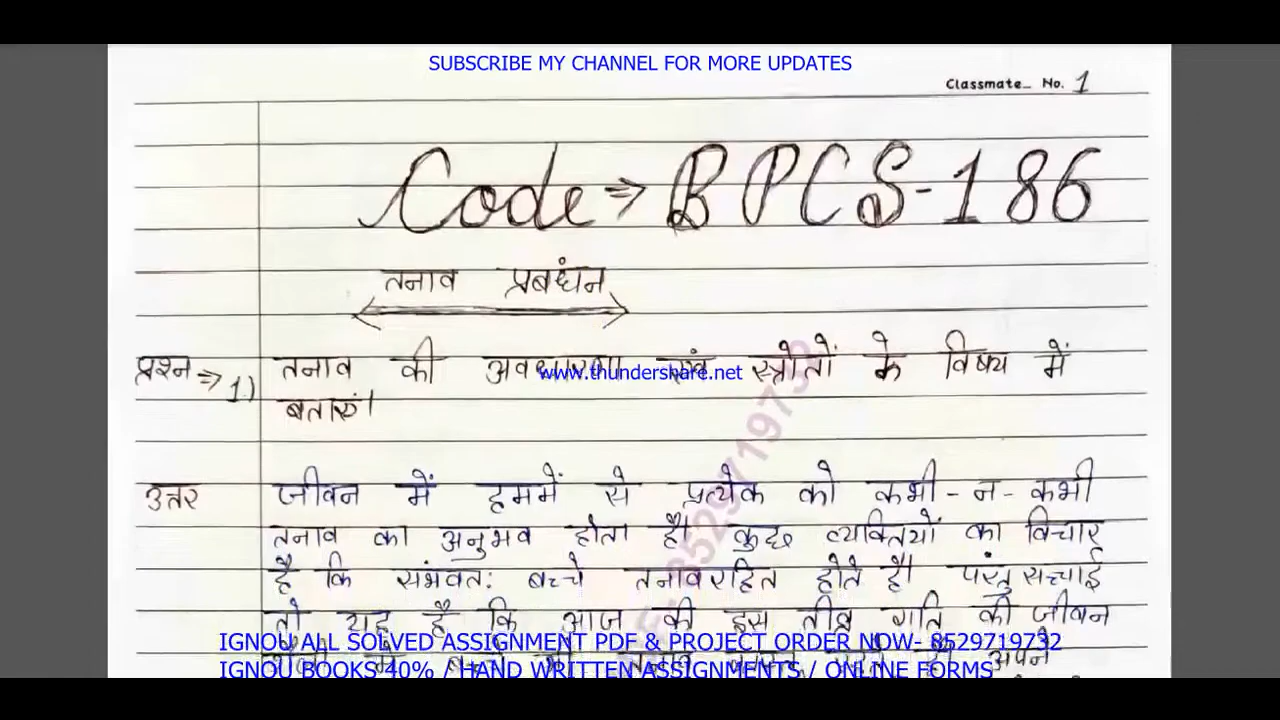 SUBSCRIBE MY CHANNEL FOR MORE UPDATES
Classmate_ No. 1
Code ⇒ BPCS-186
तनाव प्रबंधन
प्रश्न ⇒ 1.) तनाव की अवधारणा एवं स्त्रोतों के विषय में
www.thundershare.net
बताएं।
उत्तर जीवन में हममें से प्रत्येक को कभी - न - कभी
तनाव का अनुभव होता है। कुछ व्यक्तियों का विचार
है कि संभवत: बच्चे तनावरहित होते है। परंतु सच्चाई
तो यह है कि आज की इस तीव्र गति की जीवन
8529719732
IGNOU ALL SOLVED ASSIGNMENT PDF & PROJECT ORDER NOW- 8529719732
अपने
IGNOU BOOKS 40% / HAND WRITTEN ASSIGNMENTS / ONLINE FORMS